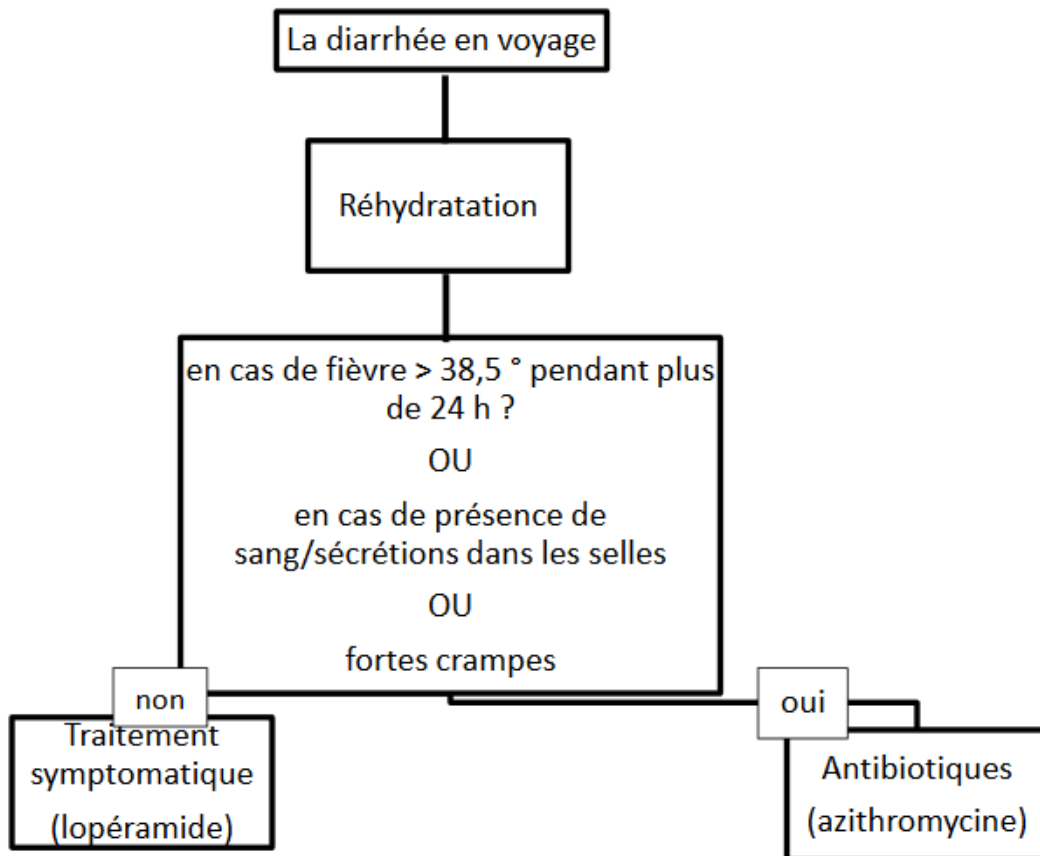 La diarrhée en voyage
Réhydratation
en cas de fièvre > 38,5 ° pendant plus
de 24 h ?
OU
en cas de présence de
sang/sécrétions dans les selles
OU
fortes crampes
non
oui
Traitement
symptomatique
(lopéramide)
Antibiotiques
(azithromycine)